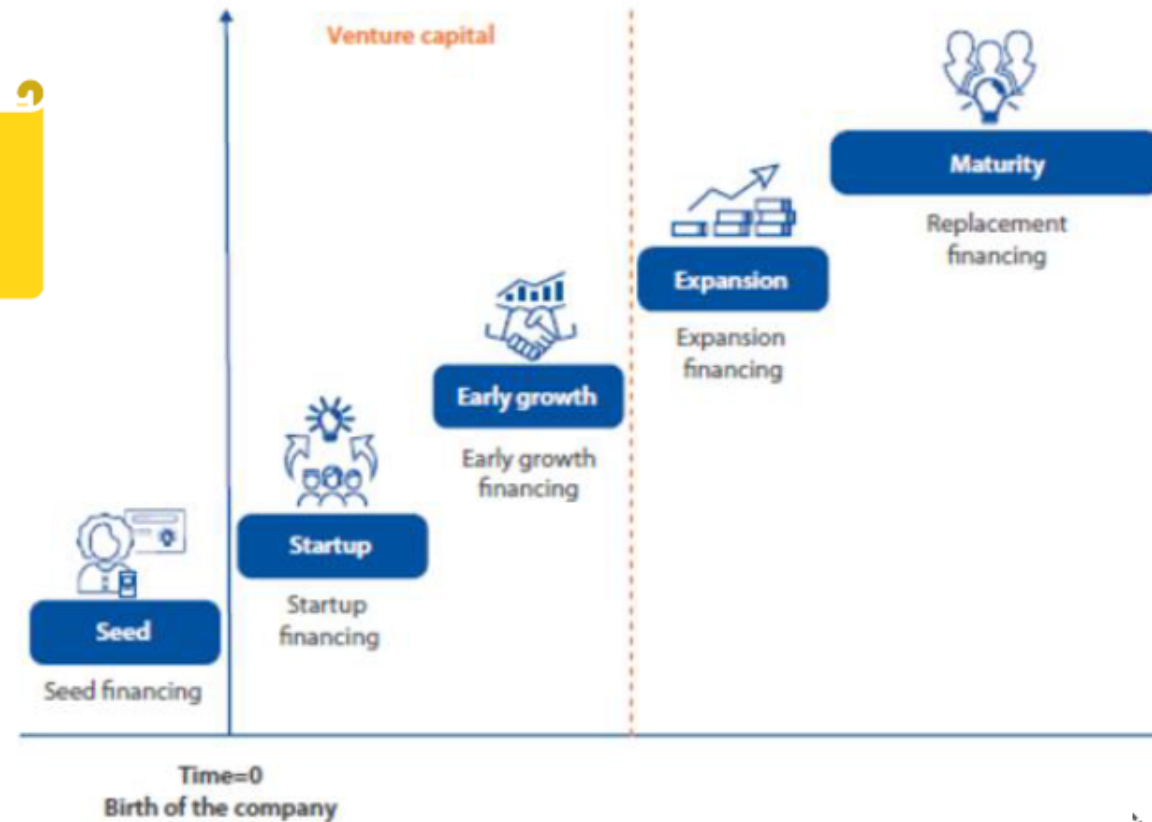 Venture capital
Maturity
Replacement
financing
Expansion
Expansion
financing
Early growth
Early growth
financing
Startup
Startup
financing
Seed
Seed financing
Time=0
Birth of the company